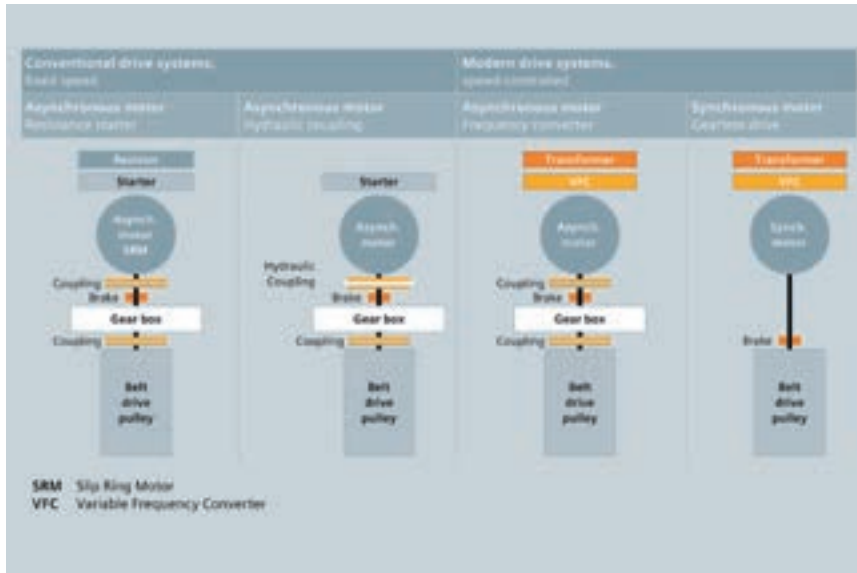 Conventional drive systems,
fixed speed
Modern drive systems,
speed-controlled
Asynchronous motor
Resistance starter
Asynchronous motor
Hydraulic coupling
Asynchronous motor
Frequency converter
Synchronous motor
Gearless drive
Resistor
Starter
Asynch.
motor
SRM
Coupling
Brake
Gear box
Coupling
Belt
drive
pulley
Starter
Asynch.
motor
Hydraulic
Coupling
Brake
Gear box
Coupling
Belt
drive
pulley
Transformer
VFC
Asynch.
motor
Coupling
Brake
Gear box
Coupling
Belt
drive
pulley
Transformer
VFC
Synch.
motor
Brake
Belt
drive
pulley
SRM Slip Ring Motor
VFC Variable Frequency Converter